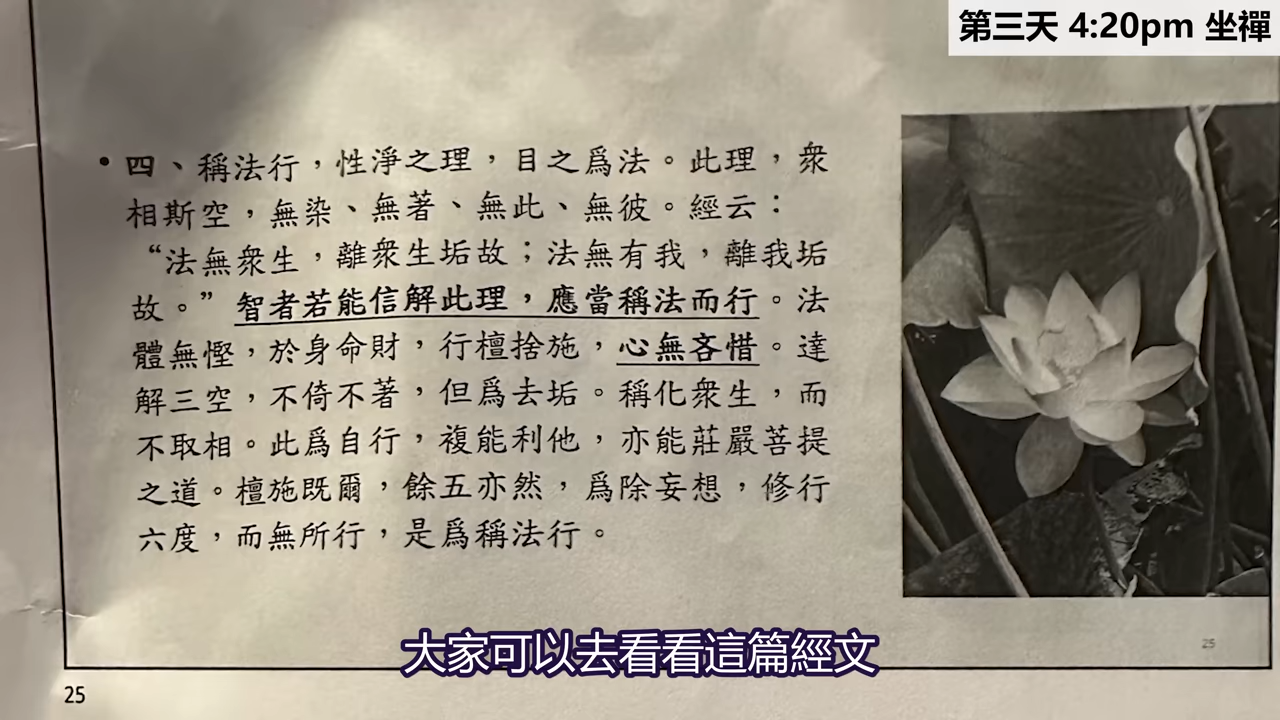 第三天 4:20pm 坐禪
• 四、稱法行，性淨之理，目之爲法。此理，衆
相斯空，無染、無著、無此、無彼。經云：
“法無衆生，離衆生垢故；法無有我，離我垢
故。” 智者若能信解此理，應當稱法而行。法
體無慳，於身命財，行檀捨施，心無吝惜。達
解三空，不倚不著，但爲去垢。稱化衆生，而
不取相。此爲自行，複能利他，亦能莊嚴菩提
之道。檀施既爾，餘五亦然，爲除妄想，修行
六度，而無所行，是爲稱法行。
25
大家可以去看看這篇經文
25